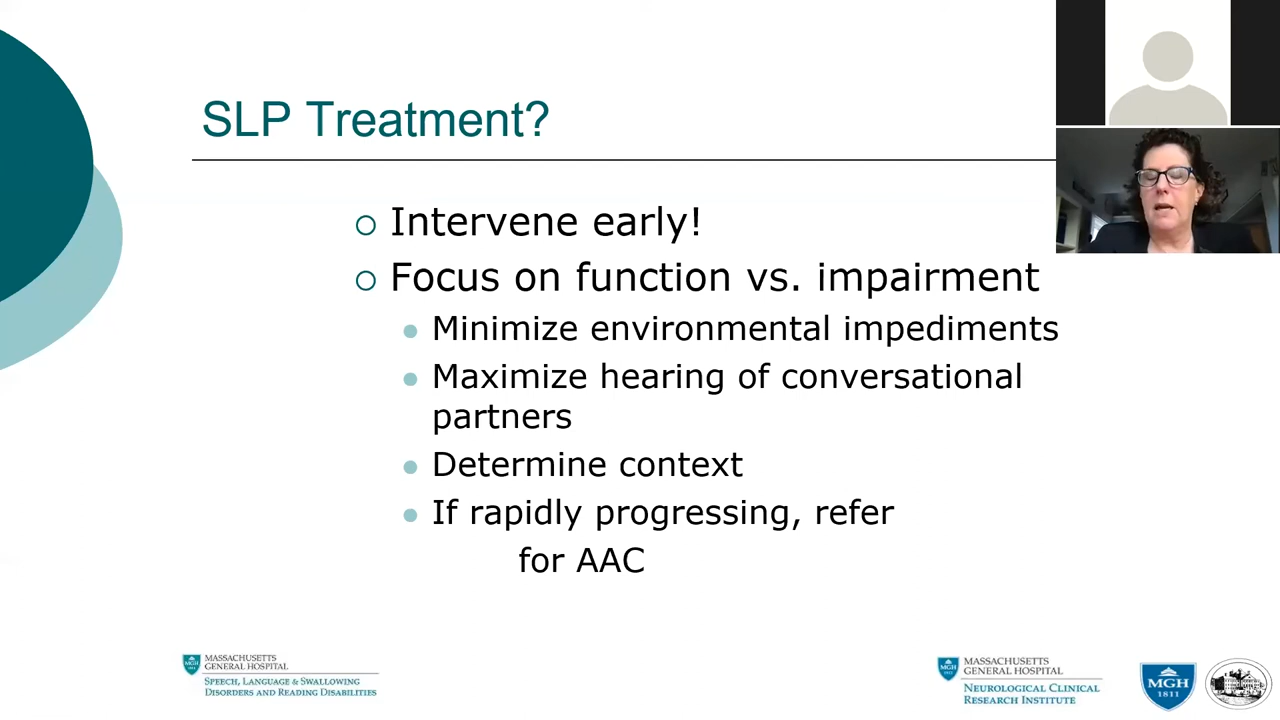 SLP Treatment?
Intervene early!
Focus on function vs. impairment
Minimize environmental impediments
Maximize hearing of conversational
partners
Determine context
If rapidly progressing, refer
for AAC
MASSACHUSETTS
GENERAL HOSPITAL
SPEECH, LANGUAGE & SWALLOWING
DISORDERS AND READING DISABILITIES
MGH
1811
MASSACHUSETTS
GENERAL HOSPITAL
NEUROLOGICAL CLINICAL
RESEARCH INSTITUTE
MGH
1811